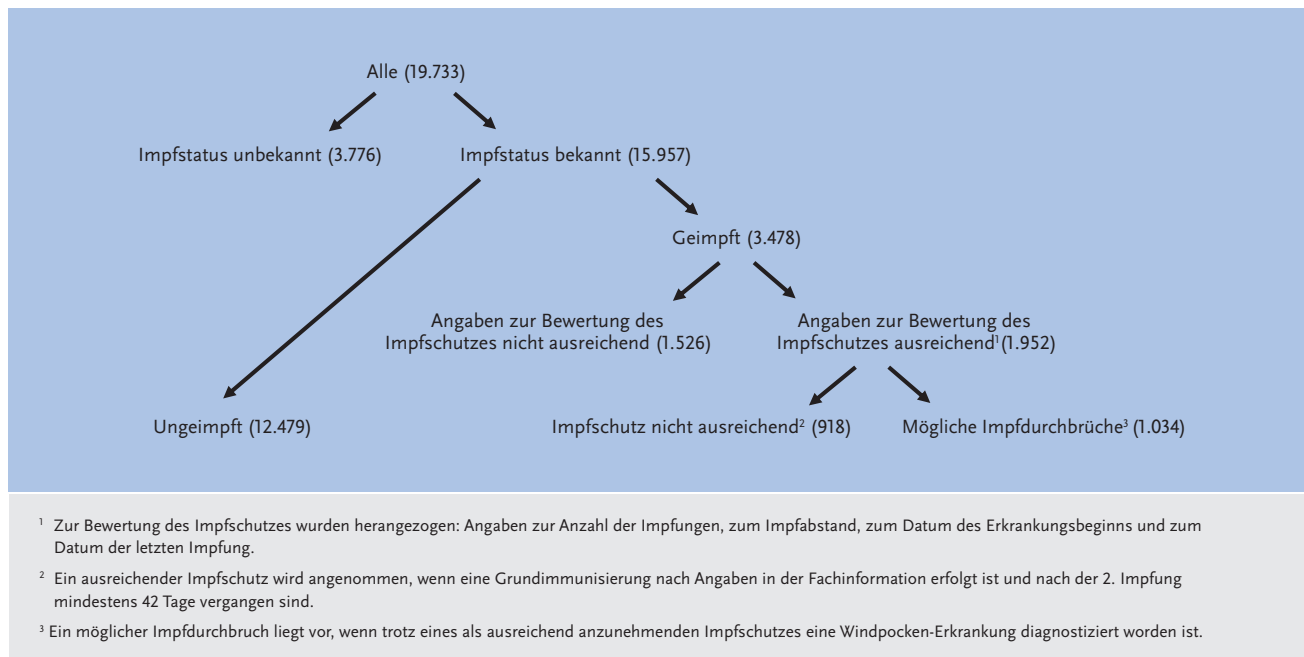 Alle (19.733)
Impfstatus unbekannt (3.776)
Impfstatus bekannt (15.957)
Geimpft (3.478)
Angaben zur Bewertung des
Impfschutzes nicht ausreichend (1.526)
Angaben zur Bewertung des
Impfschutzes ausreichend¹(1.952)
Ungeimpft (12.479)
Impfschutz nicht ausreichend² (918)
Mögliche Impfdurchbrüche³ (1.034)
¹ Zur Bewertung des Impfschutzes wurden herangezogen: Angaben zur Anzahl der Impfungen, zum Impfabstand, zum Datum des Erkrankungsbeginns und zum
Datum der letzten Impfung.
² Ein ausreichender Impfschutz wird angenommen, wenn eine Grundimmunisierung nach Angaben in der Fachinformation erfolgt ist und nach der 2. Impfung
mindestens 42 Tage vergangen sind.
³ Ein möglicher Impfdurchbruch liegt vor, wenn trotz eines als ausreichend anzunehmenden Impfschutzes eine Windpocken-Erkrankung diagnostiziert worden ist.